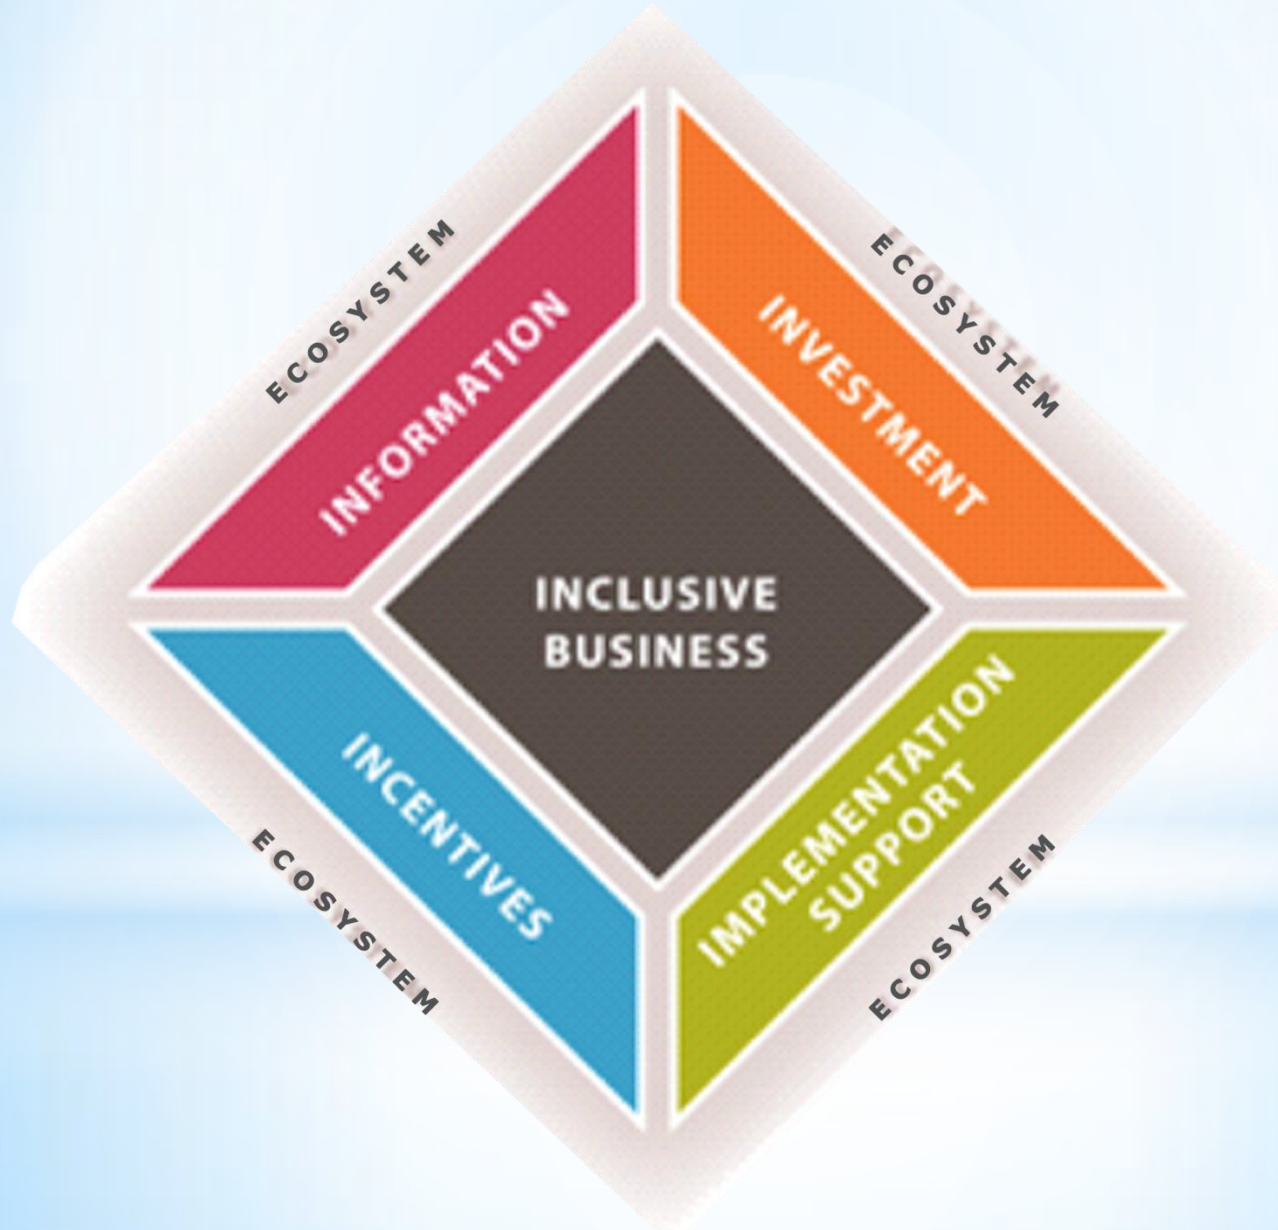 ECOSYSTEM
ECOSYSTEM
INFORMATION
INVESTMENT
INCLUSIVE
BUSINESS
INCENTIVES
IMPLEMENTATION
SUPPORT
ECOSYSTEM
ECOSYSTEM